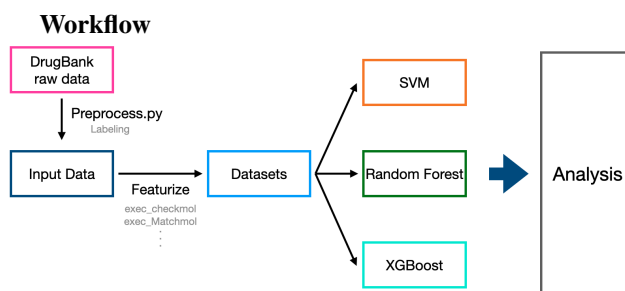 Workflow
DrugBank
raw data
Preprocess.py
Labeling
Input Data
Featurize
exec_checkmol
exec_Matchmol
Datasets
SVM
Random Forest
XGBoost
Analysis